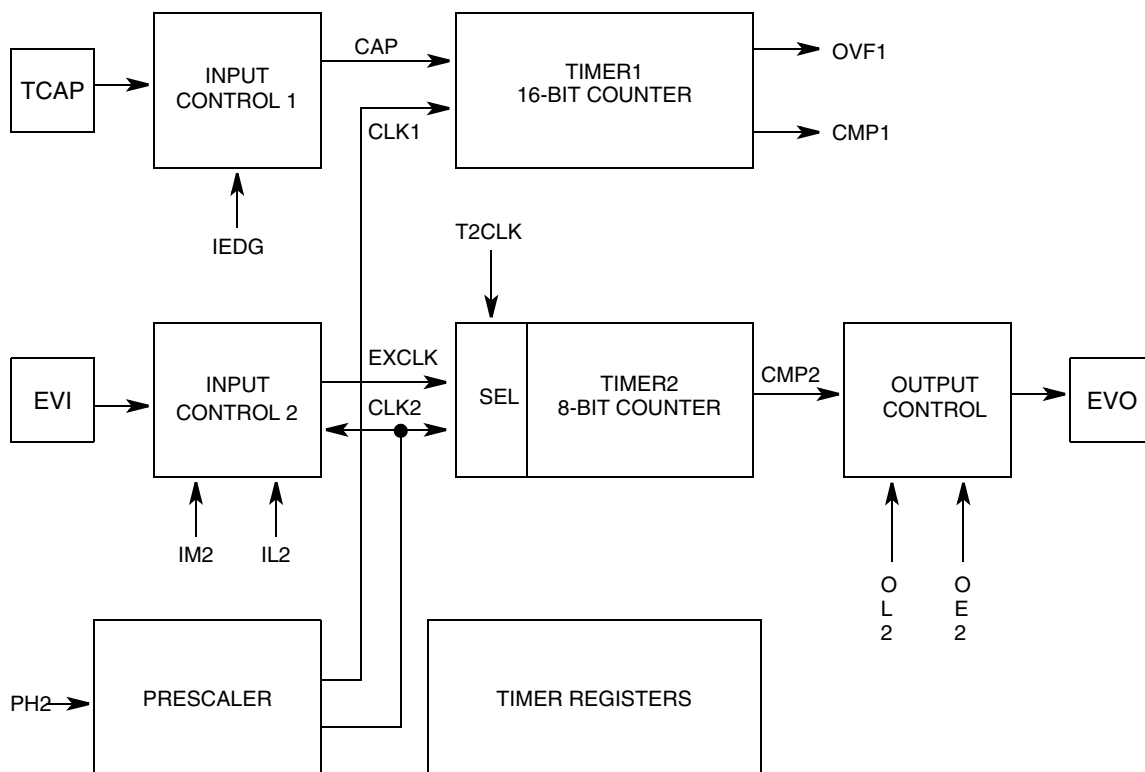 TCAP
INPUT
CONTROL 1
CAP
CLK1
TIMER1
16-BIT COUNTER
OVF1
CMP1
IEDG
T2CLK
EVI
INPUT
CONTROL 2
EXCLK
CLK2
SEL
TIMER2
8-BIT COUNTER
CMP2
OUTPUT
CONTROL
EVO
IM2
IL2
O
L
2
O
E
2
PH2
PRESCALER
TIMER REGISTERS